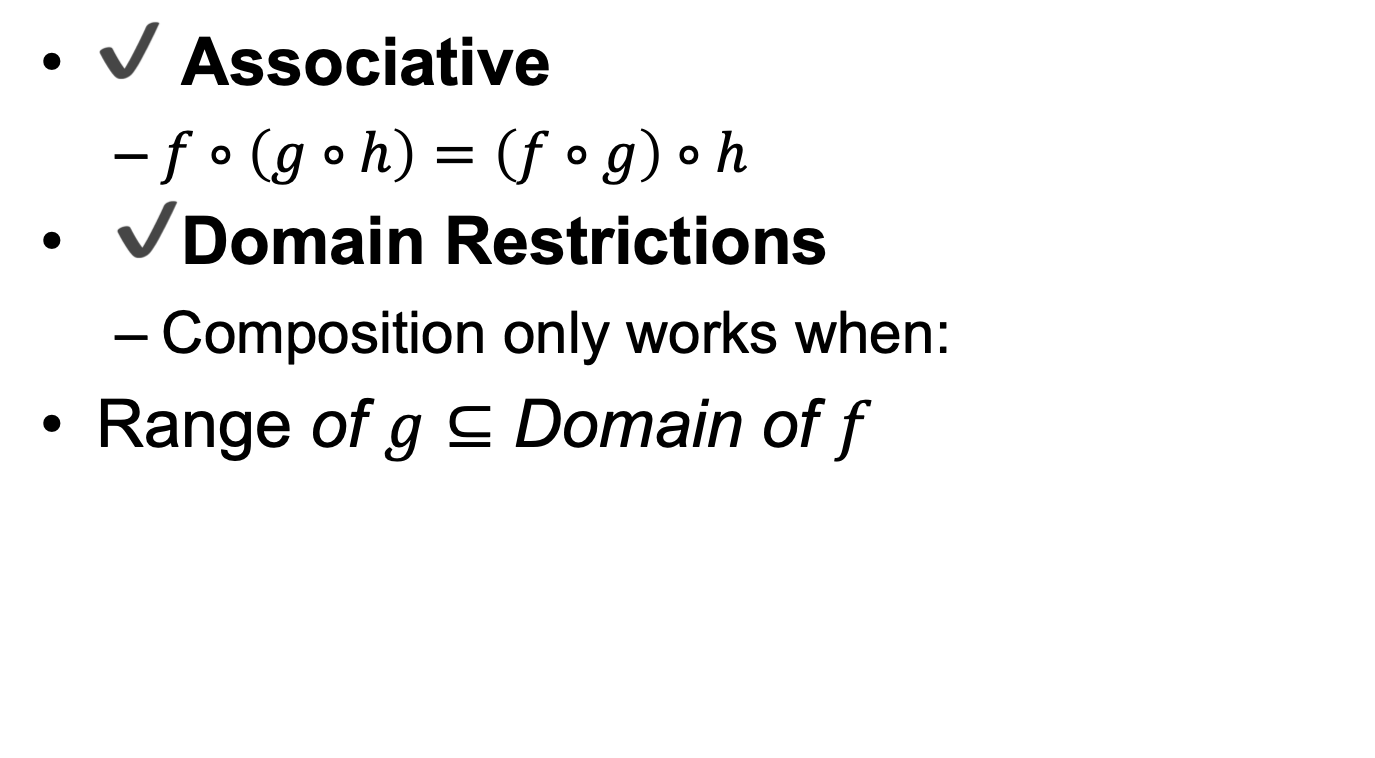 • ✔ Associative
– f ∘ (g ∘ h) = (f ∘ g) ∘ h
• ✔Domain Restrictions
– Composition only works when:
• Range of g ⊆ Domain of f